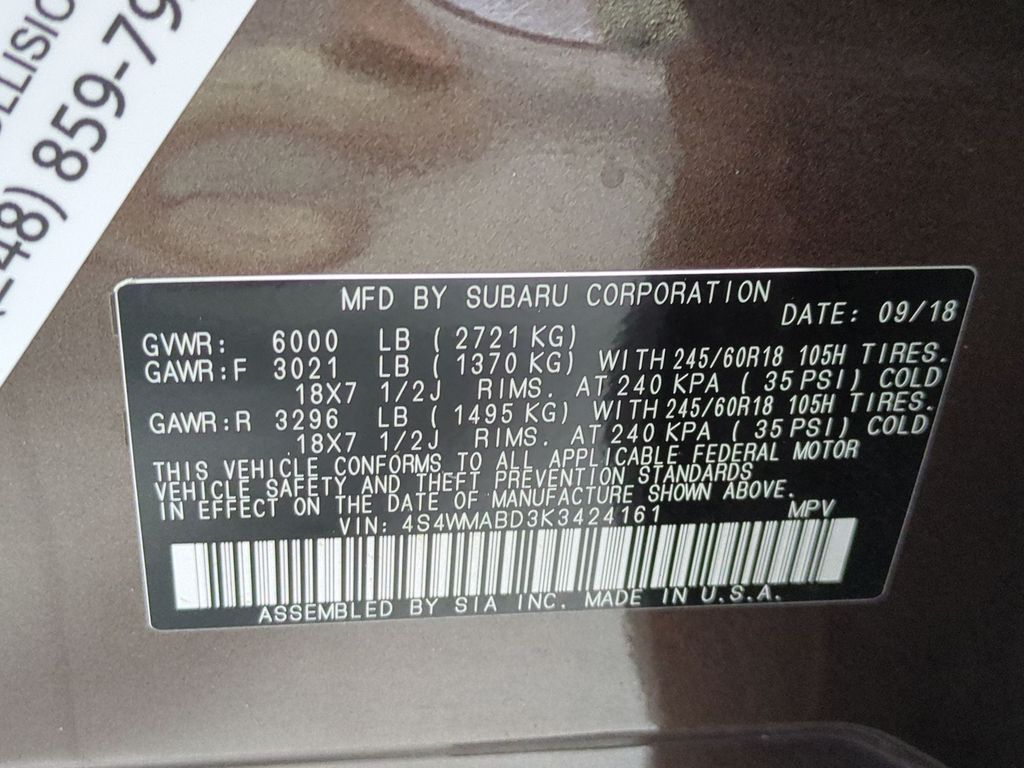 248) 859-79
MFD BY SUBARU CORPORATION
DATE: 09/18
GVWR: 6000 LB ( 2721 KG)
GAWR:F 3021 LB ( 1370 KG) WITH 245/60R18 105H TIRES.
18X7 1/2J RIMS. AT 240 KPA ( 35 PSI) COLD
GAWR:R 3296 LB ( 1495 KG) WITH 245/60R18 105H TIRES.
18X7 1/2J RIMS. AT 240 KPA ( 35 PSI) COLD
THIS VEHICLE CONFORMS TO ALL APPLICABLE FEDERAL MOTOR
VEHICLE SAFETY AND THEFT PREVENTION STANDARDS
IN EFFECT ON THE DATE OF MANUFACTURE SHOWN ABOVE.
VIN: 4S4WMABD3K3424161 MPV
ASSEMBLED BY SIA INC. MADE IN U.S.A.